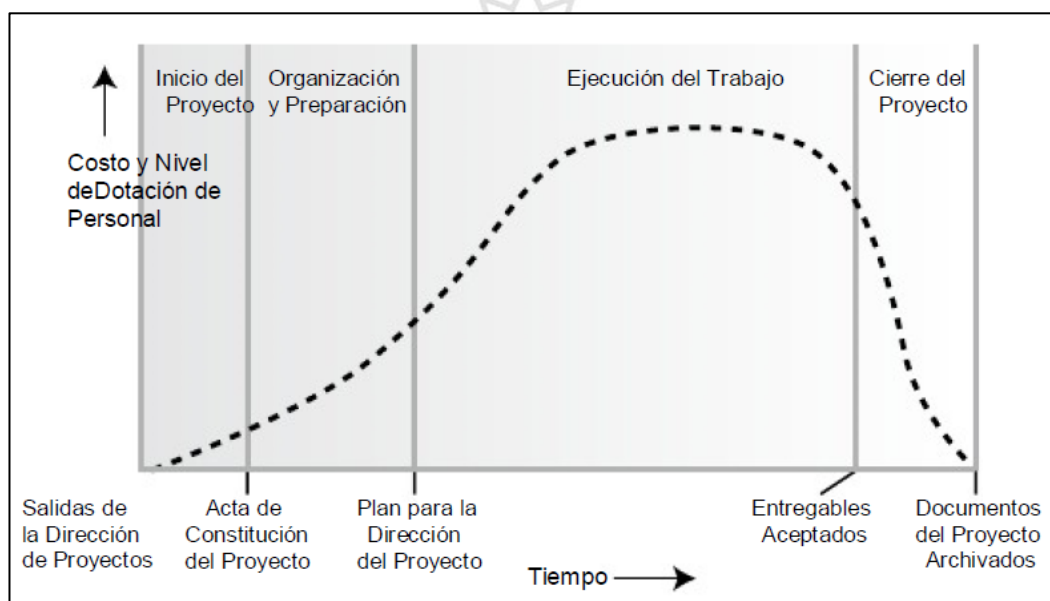 Inicio del
Proyecto
Organización
y Preparación
Ejecución del Trabajo
Cierre del
Proyecto
Costo y Nivel
deDotación de
Personal
Salidas de
la Dirección
de Proyectos
Acta de
Constitución
del Proyecto
Plan para la
Dirección
del Proyecto
Entregables
Aceptados
Documentos
del Proyecto
Archivados
Tiempo